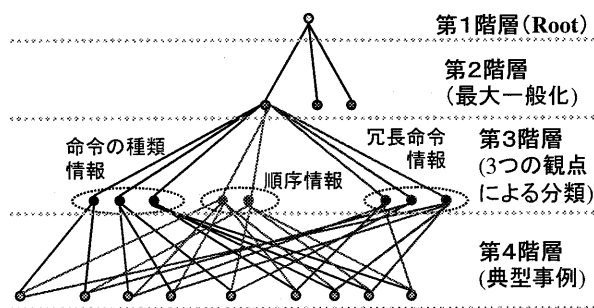 第1階層(Root)
第2階層
(最大一般化)
命令の種類
情報
順序情報
冗長命令
情報
第3階層
(3つの観点
による分類)
第4階層
(典型事例)